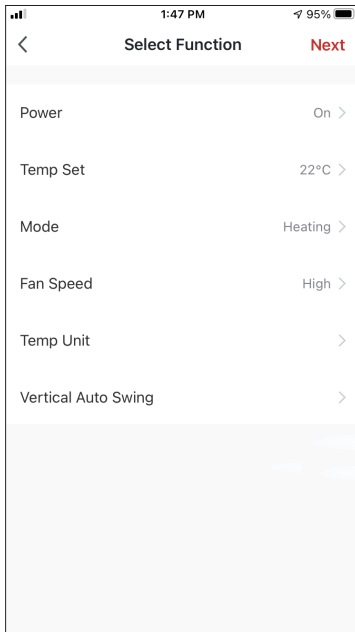 1:47 PM
95%
Select Function
Next
Power
On
Temp Set
22°C
Mode
Heating
Fan Speed
High
Temp Unit
Vertical Auto Swing